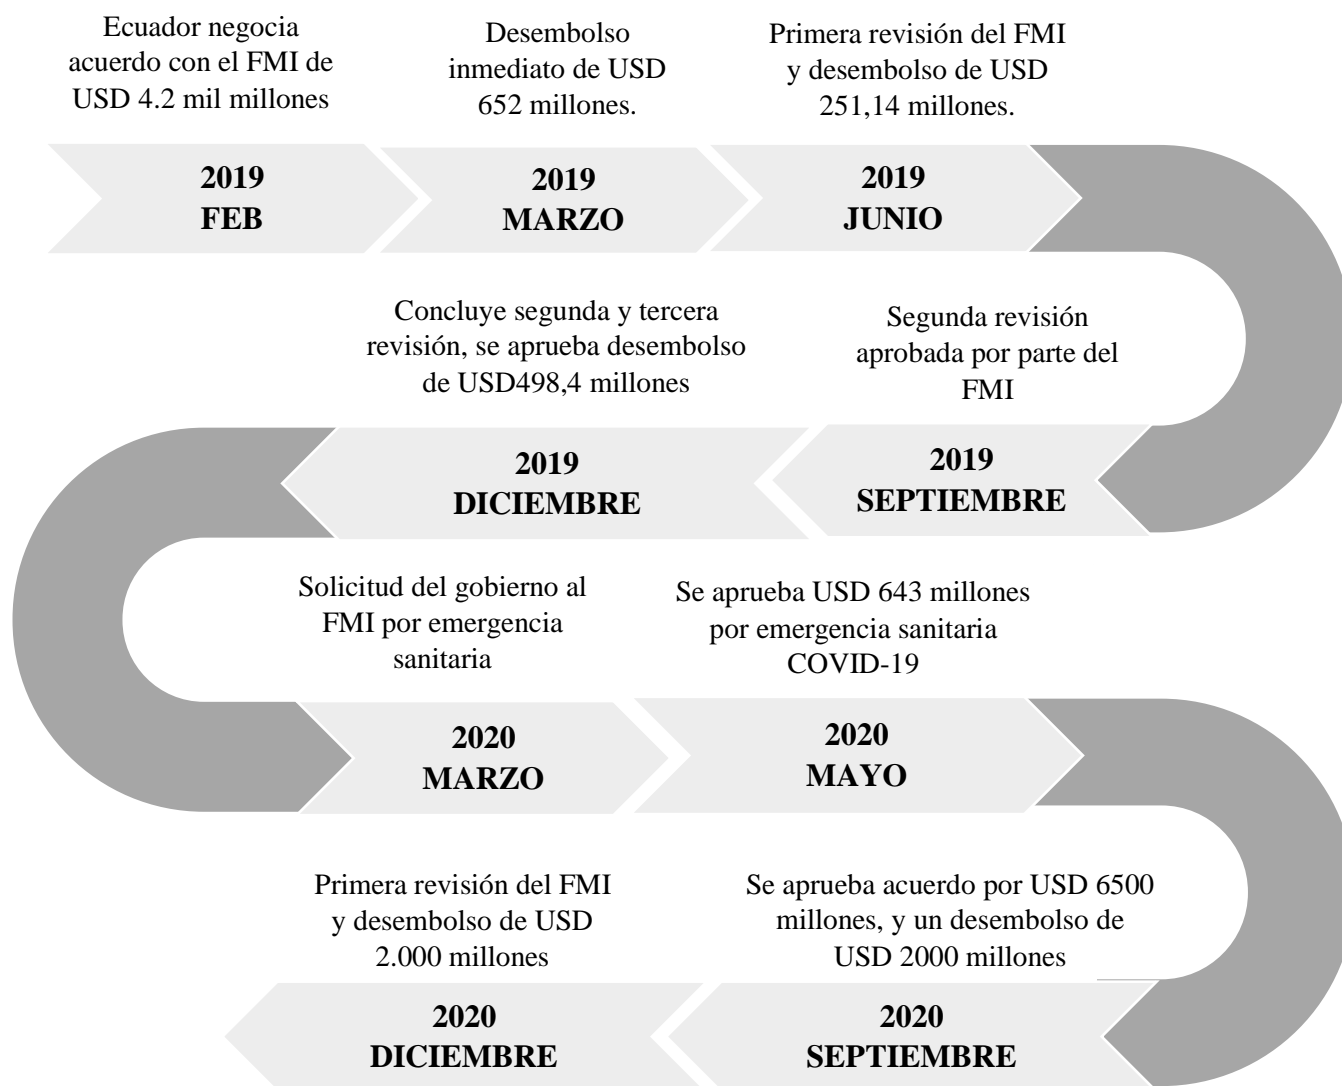 Ecuador negocia
acuerdo con el FMI de
USD 4.2 mil millones
2019
FEB
Desembolso
inmediato de USD
652 millones.
2019
MARZO
Primera revisión del FMI
y desembolso de USD
251,14 millones.
2019
JUNIO
Segunda revisión
aprobada por parte del
FMI
2019
SEPTIEMBRE
Concluye segunda y tercera
revisión, se aprueba desembolso
de USD498,4 millones
2019
DICIEMBRE
Solicitud del gobierno al
FMI por emergencia
sanitaria
2020
MARZO
Se aprueba USD 643 millones
por emergencia sanitaria
COVID-19
2020
MAYO
Se aprueba acuerdo por USD 6500
millones, y un desembolso de
USD 2000 millones
2020
SEPTIEMBRE
Primera revisión del FMI
y desembolso de USD
2.000 millones
2020
DICIEMBRE